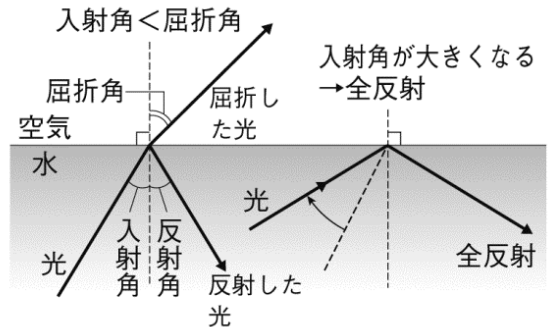 入射角＜屈折角
屈折角
屈折し
た光
空気
水
光
入射角
反射角
反射した
光
入射角が大きくなる
→全反射
光
全反射